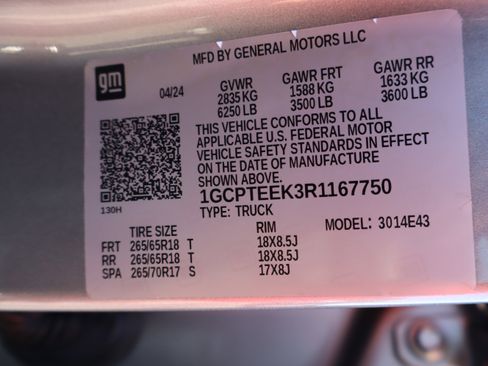 MFD BY GENERAL MOTORS LLC
gm
04/24
GVWR GAWR FRT GAWR RR
2835 KG 1588 KG 1633 KG
6250 LB 3500 LB 3600 LB
THIS VEHICLE CONFORMS TO ALL
APPLICABLE U.S. FEDERAL MOTOR
VEHICLE SAFETY STANDARDS IN EFFECT
ON THE DATE OF MANUFACTURE
SHOWN ABOVE.
1GCPTEEK3R1167750
130H
TYPE: TRUCK
MODEL: 3014E43
TIRE SIZE RIM
FRT 265/65R18 T 18X8.5J
RR 265/65R18 T 18X8.5J
SPA 265/70R17 S 17X8J